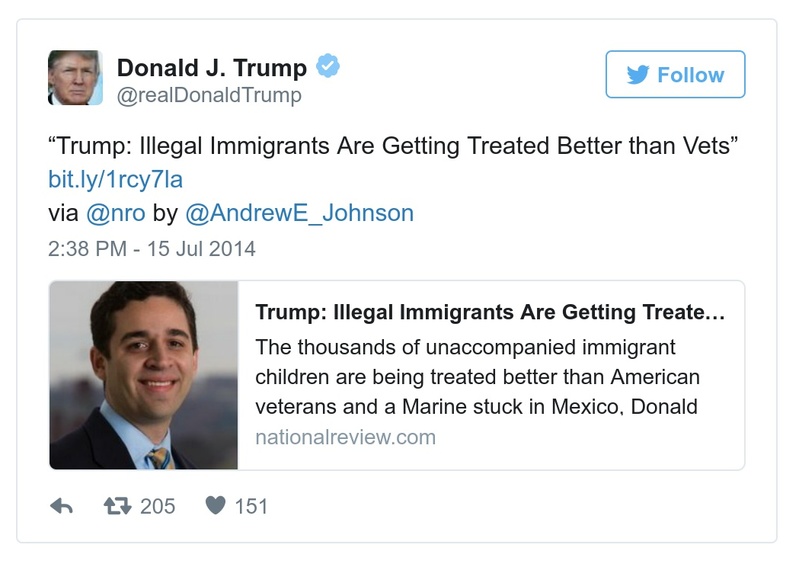 Donald J. Trump
@realDonaldTrump
Follow
“Trump: Illegal Immigrants Are Getting Treated Better than Vets”
bit.ly/1rcy7la
via @nro by @AndrewE_Johnson
2:38 PM - 15 Jul 2014
Trump: Illegal Immigrants Are Getting Treate…
The thousands of unaccompanied immigrant
children are being treated better than American
veterans and a Marine stuck in Mexico, Donald
nationalreview.com
205
151